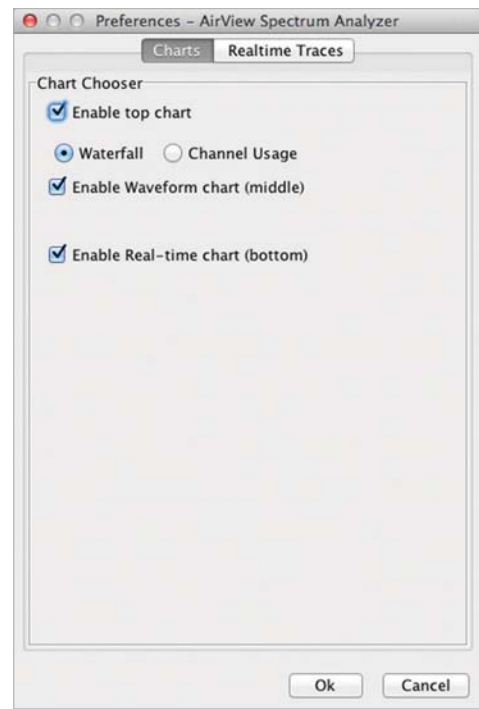 Preferences – AirView Spectrum Analyzer
Charts Realtime Traces
Chart Chooser
Enable top chart
Waterfall Channel Usage
Enable Waveform chart (middle)
Enable Real-time chart (bottom)
Ok Cancel